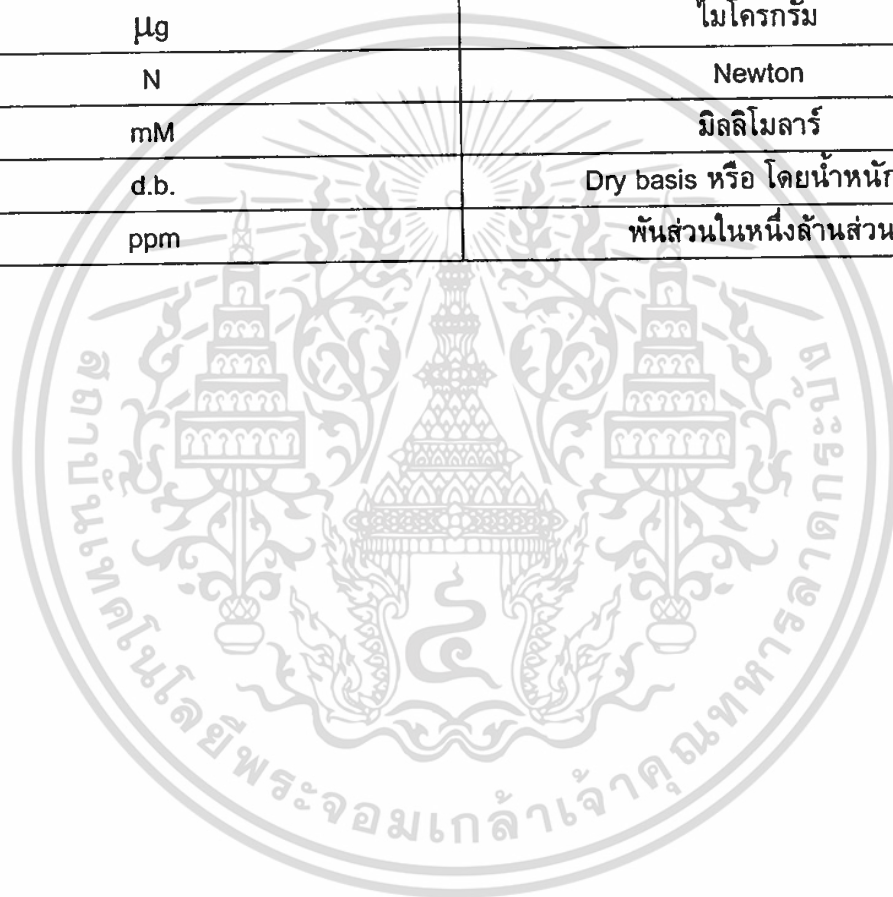 μg ไมโครกรัม
N Newton
mM มิลลิโมลาร์
d.b. Dry basis หรือ โดยน้ำหนัก
ppm พันส่วนในหนึ่งล้านส่วน
สถาบันเทคโนโลยีพระจอมเกล้าเจ้าคุณทหารลาดกระบัง